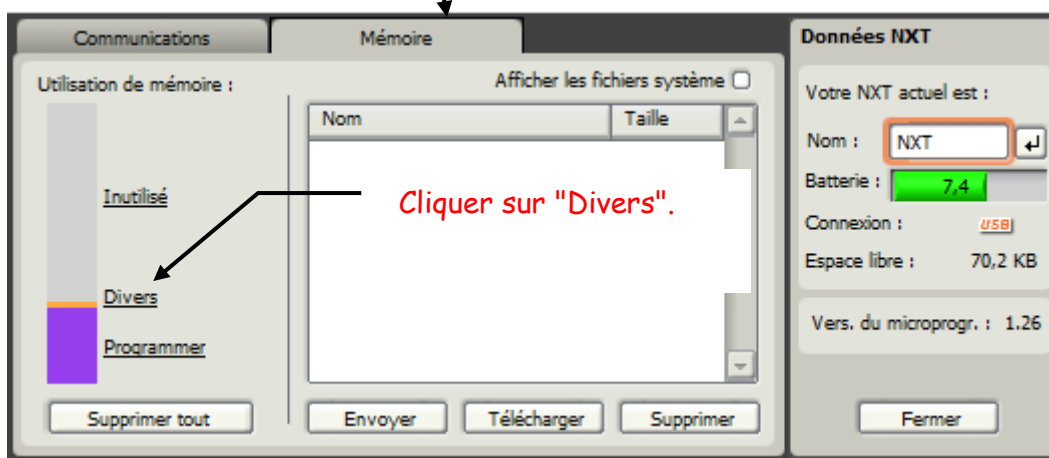 Communications
Mémoire
Utilisation de mémoire :
Afficher les fichiers système
Nom
Taille
Inutilisé
Cliquer sur "Divers".
Divers
Programmer
Supprimer tout
Envoyer
Télécharger
Supprimer
Données NXT
Votre NXT actuel est :
Nom : NXT
Batterie : 7,4
Connexion : USB
Espace libre : 70,2 KB
Vers. du microprogr. : 1.26
Fermer